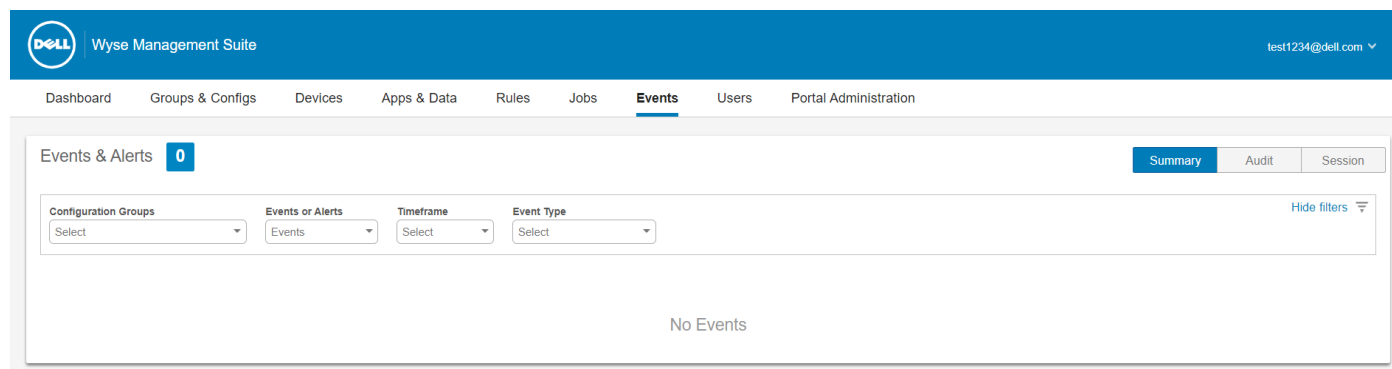 DELL Wyse Management Suite test1234@dell.com
Dashboard Groups & Configs Devices Apps & Data Rules Jobs Events Users Portal Administration
Events & Alerts 0 Summary Audit Session
Configuration Groups Events or Alerts Timeframe Event Type Hide filters
Select Events Select Select
No Events